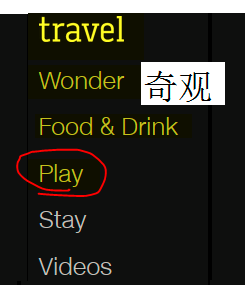 travel
Wonder 奇观
Food & Drink
Play
Stay
Videos